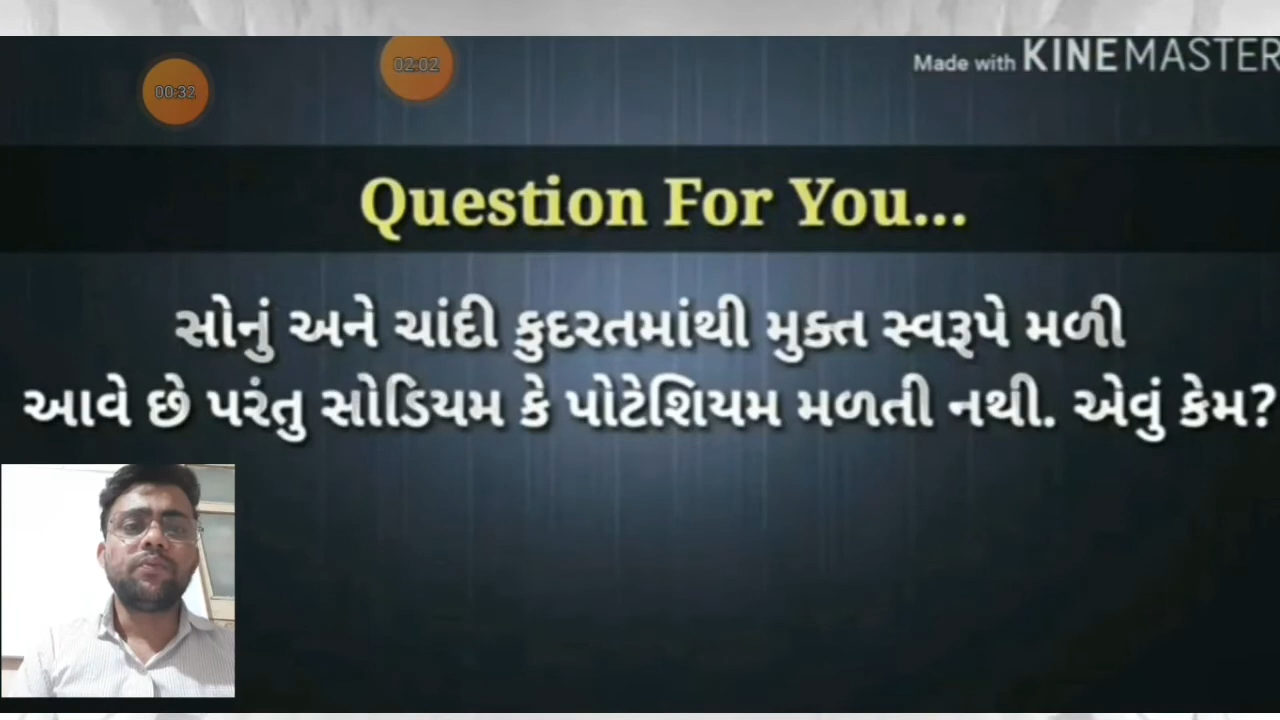 00:32
02:02
Made with KINEMASTER
Question For You...
સોનું અને ચાંદી કુદરતમાંથી મુક્ત સ્વરૂપે મળી
આવે છે પરંતુ સોડિયમ કે પોટેશિયમ મળતી નથી. એવું કેમ?